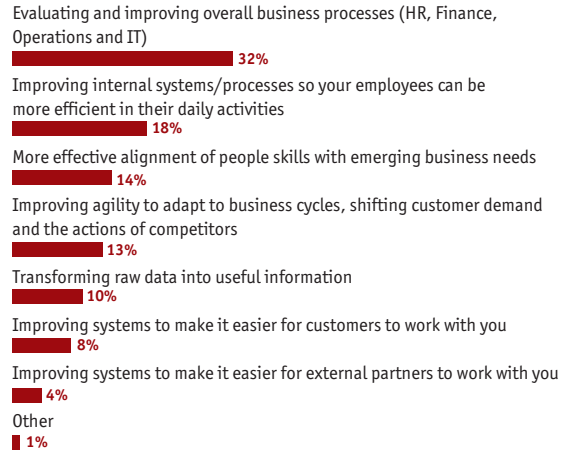 Evaluating and improving overall business processes (HR, Finance,
Operations and IT)
32%
Improving internal systems/processes so your employees can be
more efficient in their daily activities
18%
More effective alignment of people skills with emerging business needs
14%
Improving agility to adapt to business cycles, shifting customer demand
and the actions of competitors
13%
Transforming raw data into useful information
10%
Improving systems to make it easier for customers to work with you
8%
Improving systems to make it easier for external partners to work with you
4%
Other
1%